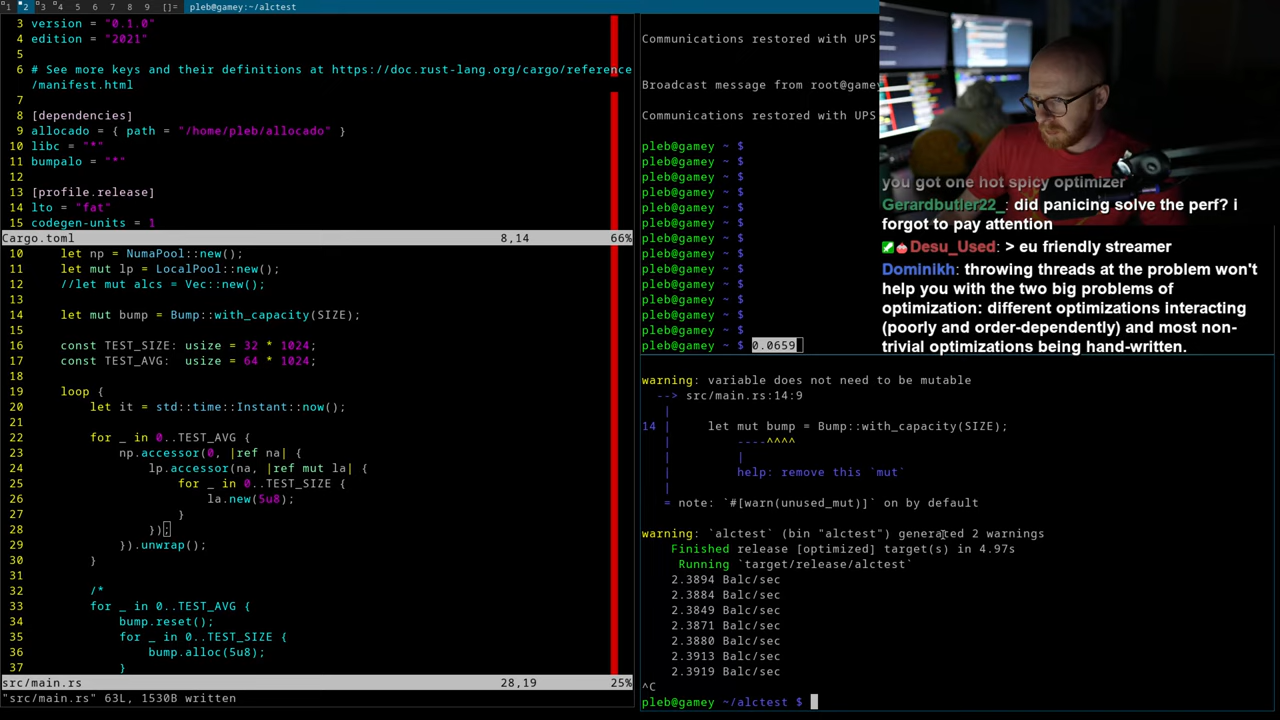 1 2 3 4 5 6 7 8 9 []= pleb@gamey:~/alctest
3 version = "0.1.0"
4 edition = "2021"
5
6 # See more keys and their definitions at https://doc.rust-lang.org/cargo/reference
/manifest.html
7
8 [dependencies]
9 allocado = { path = "/home/pleb/allocado" }
10 libc = "*"
11 bumpalo = "*"
12
13 [profile.release]
14 lto = "fat"
15 codegen-units = 1
Cargo.toml 8,14 66%
10 let np = NumaPool::new();
11 let mut lp = LocalPool::new();
12 //let mut alcs = Vec::new();
13
14 let mut bump = Bump::with_capacity(SIZE);
15
16 const TEST_SIZE: usize = 32 * 1024;
17 const TEST_AVG: usize = 64 * 1024;
18
19 loop {
20 let it = std::time::Instant::now();
21
22 for _ in 0..TEST_AVG {
23 np.accessor(0, |ref na| {
24 lp.accessor(na, |ref mut la| {
25 for _ in 0..TEST_SIZE {
26 la.new(5u8);
27 }
28 });
29 }).unwrap();
30 }
31
32 /*
33 for _ in 0..TEST_AVG {
34 bump.reset();
35 for _ in 0..TEST_SIZE {
36 bump.alloc(5u8);
37 }
src/main.rs 28,19 25%
"src/main.rs" 63L, 1530B written
Communications restored with UPS
Broadcast message from root@gamey
Communications restored with UPS
pleb@gamey ~ $
pleb@gamey ~ $
pleb@gamey ~ $
pleb@gamey ~ $
pleb@gamey ~ $
pleb@gamey ~ $
pleb@gamey ~ $
pleb@gamey ~ $
pleb@gamey ~ $
pleb@gamey ~ $
pleb@gamey ~ $
pleb@gamey ~ $
pleb@gamey ~ $
pleb@gamey ~ $ 0.0659
you got one hot spicy optimizer
Gerardbutler22_: did panicing solve the perf? i
forgot to pay attention
Desu_Used: > eu friendly streamer
Dominikh: throwing threads at the problem won't
help you with the two big problems of
optimization: different optimizations interacting
(poorly and order-dependently) and most non-
trivial optimizations being hand-written.
warning: variable does not need to be mutable
--> src/main.rs:14:9
|
14 | let mut bump = Bump::with_capacity(SIZE);
| ----^^^^
| |
| help: remove this `mut`
|
= note: `#[warn(unused_mut)]` on by default
warning: `alctest` (bin "alctest") generated 2 warnings
Finished release [optimized] target(s) in 4.97s
Running `target/release/alctest`
2.3894 Balc/sec
2.3884 Balc/sec
2.3849 Balc/sec
2.3871 Balc/sec
2.3880 Balc/sec
2.3913 Balc/sec
2.3919 Balc/sec
^C
pleb@gamey ~/alctest $